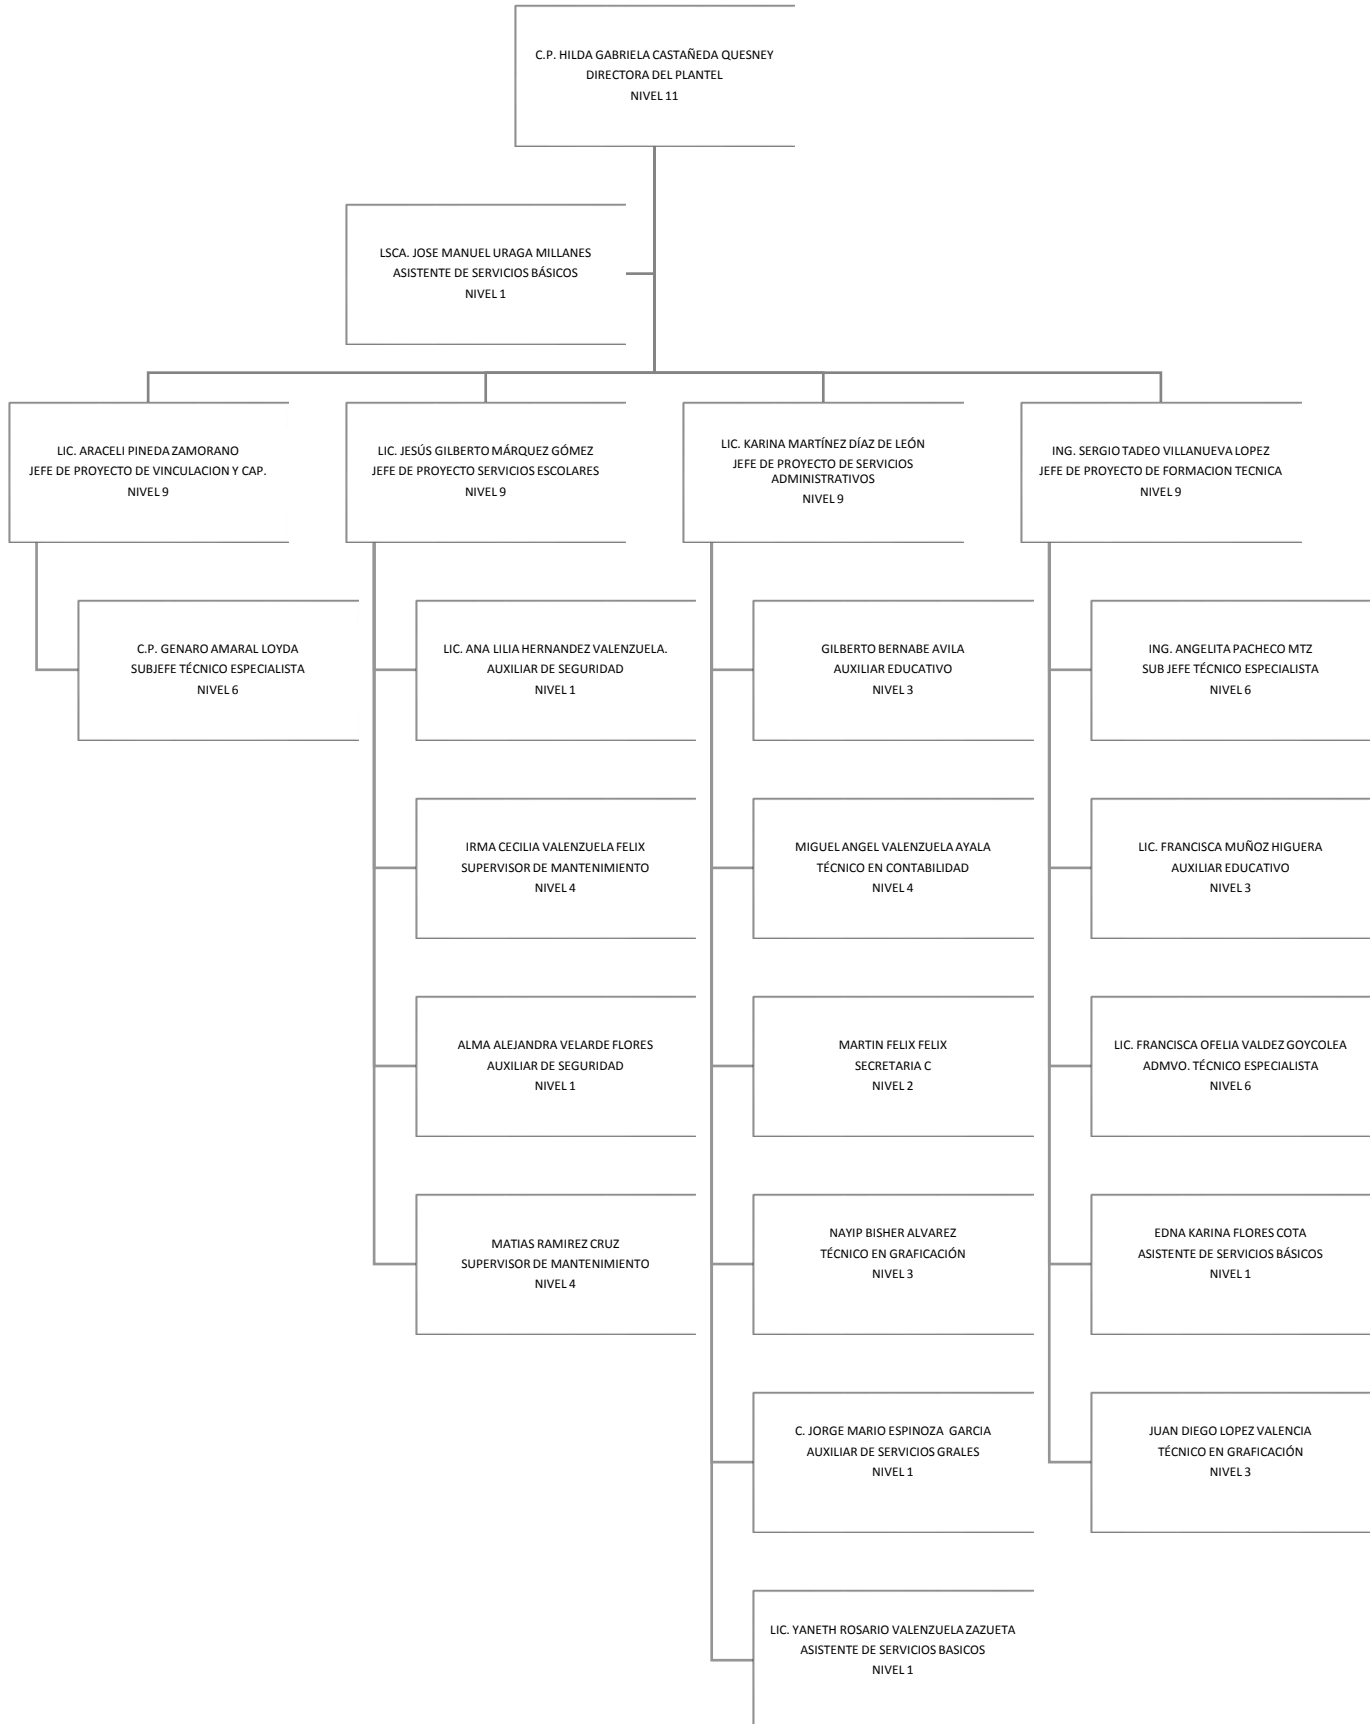 C.P. HILDA GABRIELA CASTAÑEDA QUESNEY
DIRECTORA DEL PLANTEL
NIVEL 11
LSCA. JOSE MANUEL URAGA MILLANES
ASISTENTE DE SERVICIOS BÁSICOS
NIVEL 1
LIC. ARACELI PINEDA ZAMORANO
JEFE DE PROYECTO DE VINCULACION Y CAP.
NIVEL 9
LIC. JESÚS GILBERTO MÁRQUEZ GÓMEZ
JEFE DE PROYECTO SERVICIOS ESCOLARES
NIVEL 9
LIC. KARINA MARTÍNEZ DÍAZ DE LEÓN
JEFE DE PROYECTO DE SERVICIOS
ADMINISTRATIVOS
NIVEL 9
ING. SERGIO TADEO VILLANUEVA LOPEZ
JEFE DE PROYECTO DE FORMACION TECNICA
NIVEL 9
C.P. GENARO AMARAL LOYDA
SUBJEFE TÉCNICO ESPECIALISTA
NIVEL 6
LIC. ANA LILIA HERNANDEZ VALENZUELA.
AUXILIAR DE SEGURIDAD
NIVEL 1
GILBERTO BERNABE AVILA
AUXILIAR EDUCATIVO
NIVEL 3
ING. ANGELITA PACHECO MTZ
SUB JEFE TÉCNICO ESPECIALISTA
NIVEL 6
IRMA CECILIA VALENZUELA FELIX
SUPERVISOR DE MANTENIMIENTO
NIVEL 4
MIGUEL ANGEL VALENZUELA AYALA
TÉCNICO EN CONTABILIDAD
NIVEL 4
LIC. FRANCISCA MUÑOZ HIGUERA
AUXILIAR EDUCATIVO
NIVEL 3
ALMA ALEJANDRA VELARDE FLORES
AUXILIAR DE SEGURIDAD
NIVEL 1
MARTIN FELIX FELIX
SECRETARIA C
NIVEL 2
LIC. FRANCISCA OFELIA VALDEZ GOYCOLEA
ADMVO. TÉCNICO ESPECIALISTA
NIVEL 6
MATIAS RAMIREZ CRUZ
SUPERVISOR DE MANTENIMIENTO
NIVEL 4
NAYIP BISHER ALVAREZ
TÉCNICO EN GRAFICACIÓN
NIVEL 3
EDNA KARINA FLORES COTA
ASISTENTE DE SERVICIOS BÁSICOS
NIVEL 1
C. JORGE MARIO ESPINOZA GARCIA
AUXILIAR DE SERVICIOS GRALES
NIVEL 1
JUAN DIEGO LOPEZ VALENCIA
TÉCNICO EN GRAFICACIÓN
NIVEL 3
LIC. YANETH ROSARIO VALENZUELA ZAZUETA
ASISTENTE DE SERVICIOS BASICOS
NIVEL 1